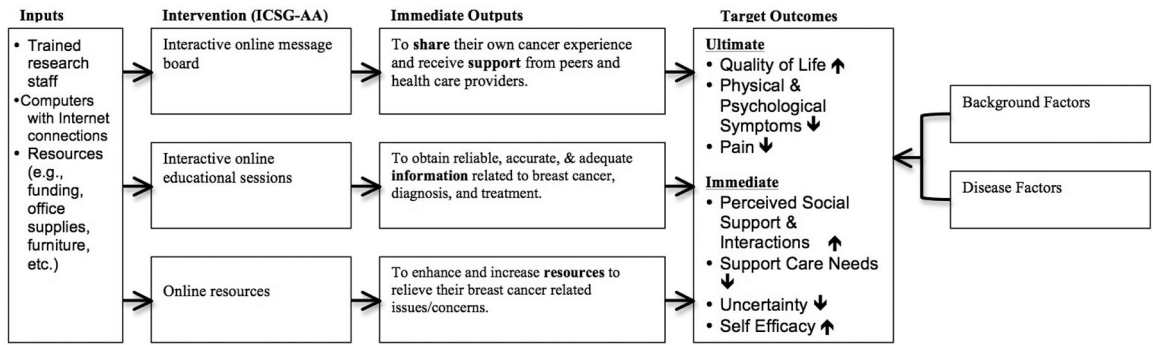 Inputs
• Trained
research
staff
•Computers
with Internet
connections
• Resources
(e.g.,
funding,
office
supplies,
furniture,
etc.)
Intervention (ICSG-AA)
Interactive online message
board
Interactive online
educational sessions
Online resources
Immediate Outputs
To share their own cancer experience
and receive support from peers and
health care providers.
To obtain reliable, accurate, & adequate
information related to breast cancer,
diagnosis, and treatment.
To enhance and increase resources to
relieve their breast cancer related
issues/concerns.
Target Outcomes
Ultimate
• Quality of Life ↑
• Physical &
Psychological
Symptoms ↓
• Pain ↓
Immediate
• Perceived Social
Support &
Interactions ↑
• Support Care Needs
↓
• Uncertainty ↓
• Self Efficacy ↑
Background Factors
Disease Factors